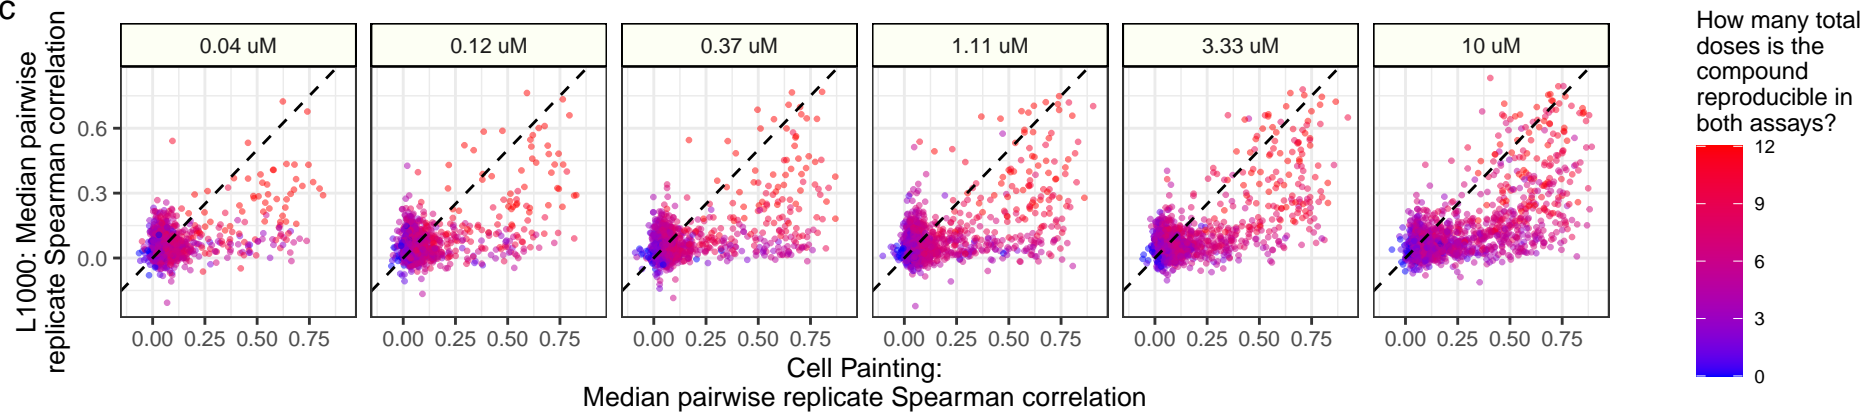 c
L1000: Median pairwise
replicate Spearman correlation
0.04 uM
0.12 uM
0.37 uM
1.11 uM
3.33 uM
10 uM
0.6
0.3
0.0
0.00 0.25 0.50 0.75
0.00 0.25 0.50 0.75
0.00 0.25 0.50 0.75
0.00 0.25 0.50 0.75
0.00 0.25 0.50 0.75
0.00 0.25 0.50 0.75
Cell Painting:
Median pairwise replicate Spearman correlation
How many total
doses is the
compound
reproducible in
both assays?
12
9
6
3
0